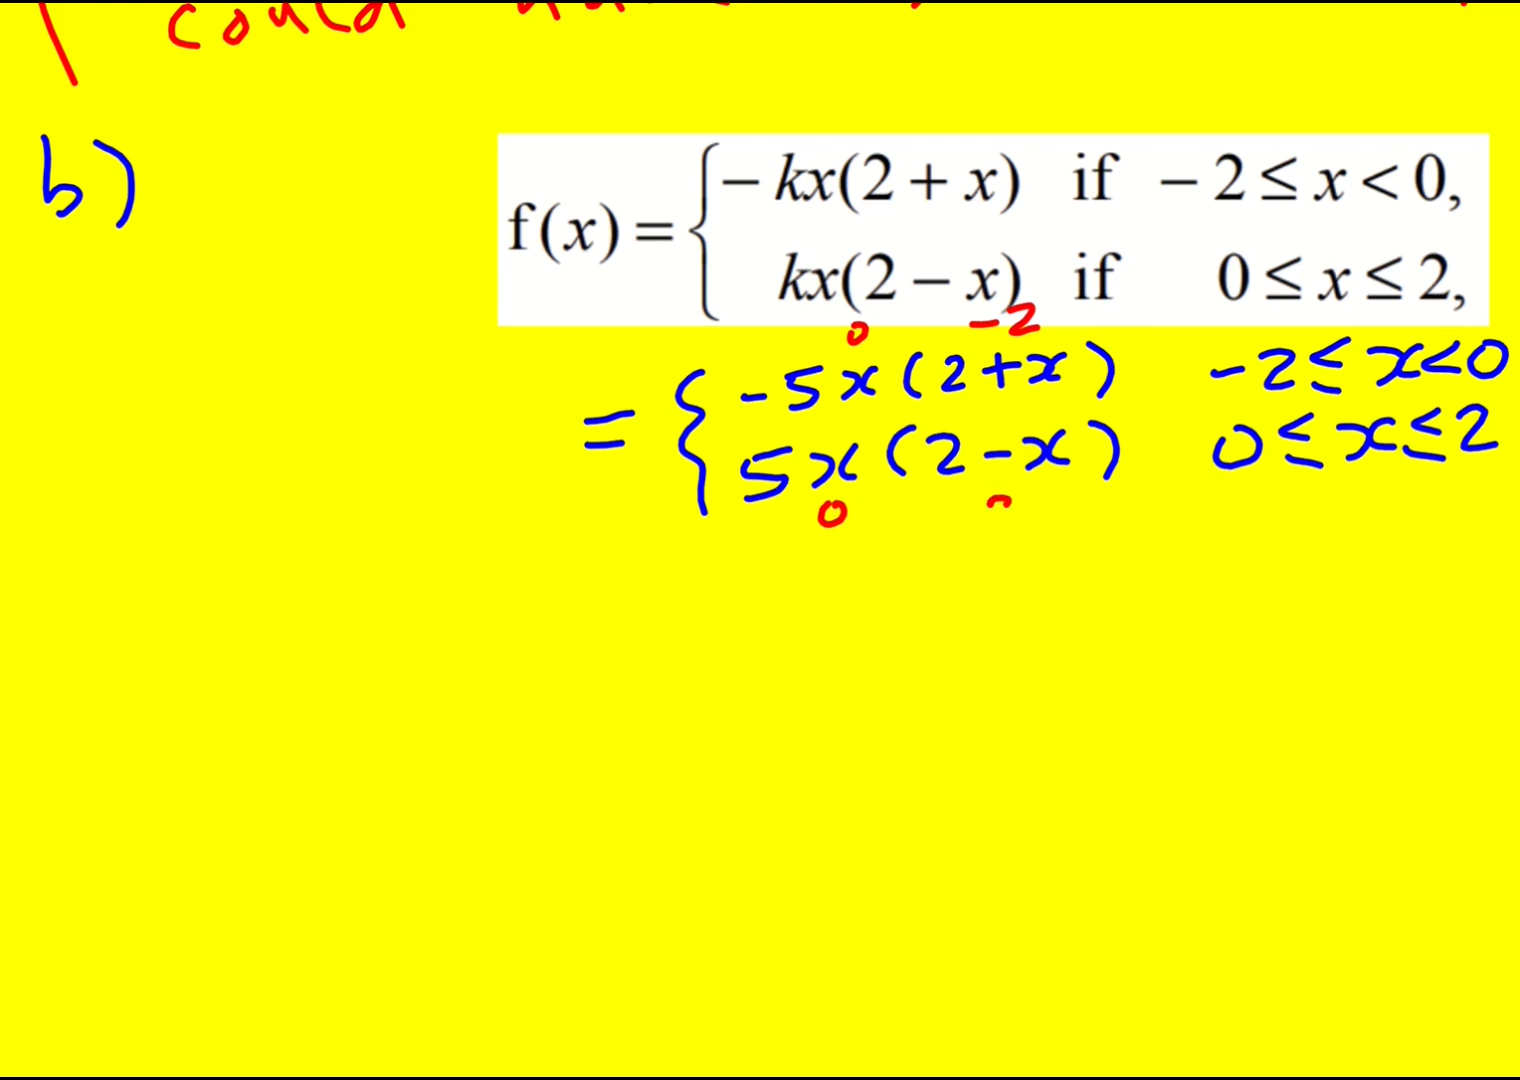 could
b)
f(x) = { -kx(2 + x) if -2 ≤ x < 0,
kx(2 - x) if 0 ≤ x ≤ 2,
0 -2
= { -5x(2+x) -2≤x<0
5x(2-x) 0≤x≤2
0